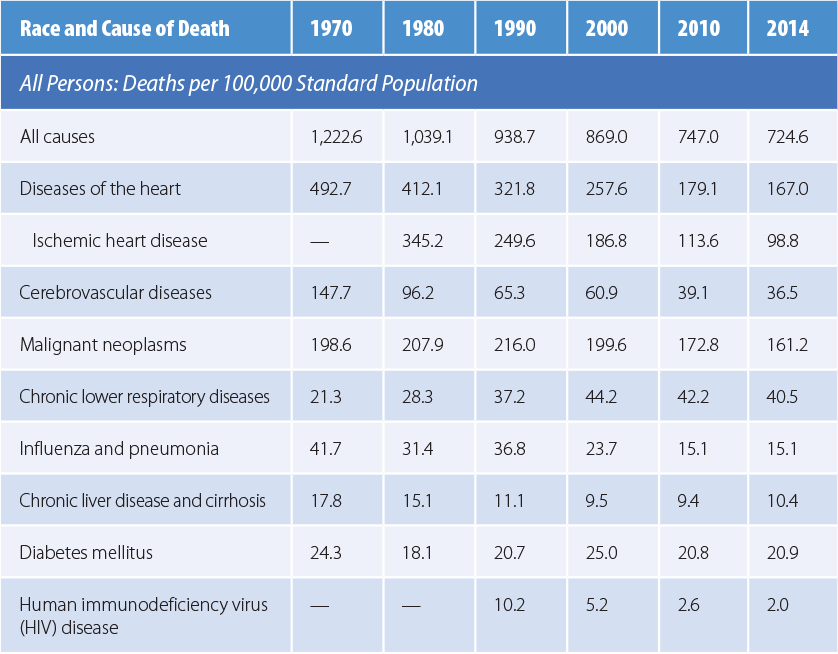 Race and Cause of Death 1970 1980 1990 2000 2010 2014
All Persons: Deaths per 100,000 Standard Population
All causes 1,222.6 1,039.1 938.7 869.0 747.0 724.6
Diseases of the heart 492.7 412.1 321.8 257.6 179.1 167.0
Ischemic heart disease — 345.2 249.6 186.8 113.6 98.8
Cerebrovascular diseases 147.7 96.2 65.3 60.9 39.1 36.5
Malignant neoplasms 198.6 207.9 216.0 199.6 172.8 161.2
Chronic lower respiratory diseases 21.3 28.3 37.2 44.2 42.2 40.5
Influenza and pneumonia 41.7 31.4 36.8 23.7 15.1 15.1
Chronic liver disease and cirrhosis 17.8 15.1 11.1 9.5 9.4 10.4
Diabetes mellitus 24.3 18.1 20.7 25.0 20.8 20.9
Human immunodeficiency virus — — 10.2 5.2 2.6 2.0
(HIV) disease